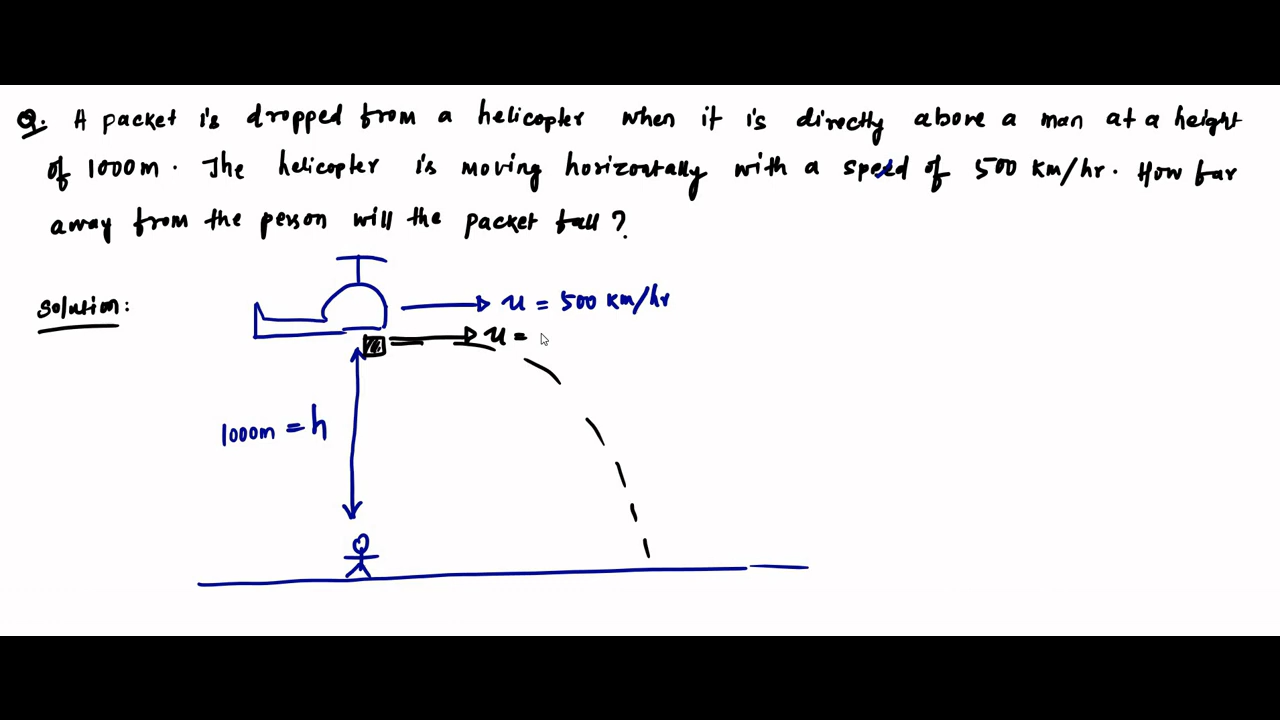 Q. A packet is dropped from a helicopter when it is directly above a man at a height
of 1000m. The helicopter is moving horizontally with a speed of 500 km/hr. How far
away from the person will the packet fall?
Solution:
u = 500 km/hr
u =
1000m = h